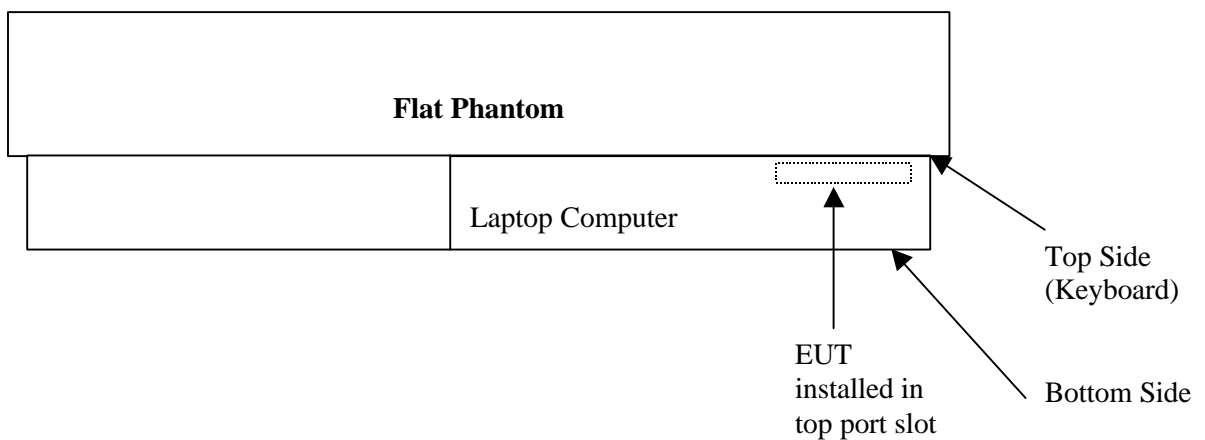 Flat Phantom
Laptop Computer
Top Side
(Keyboard)
EUT
installed in
top port slot
Bottom Side